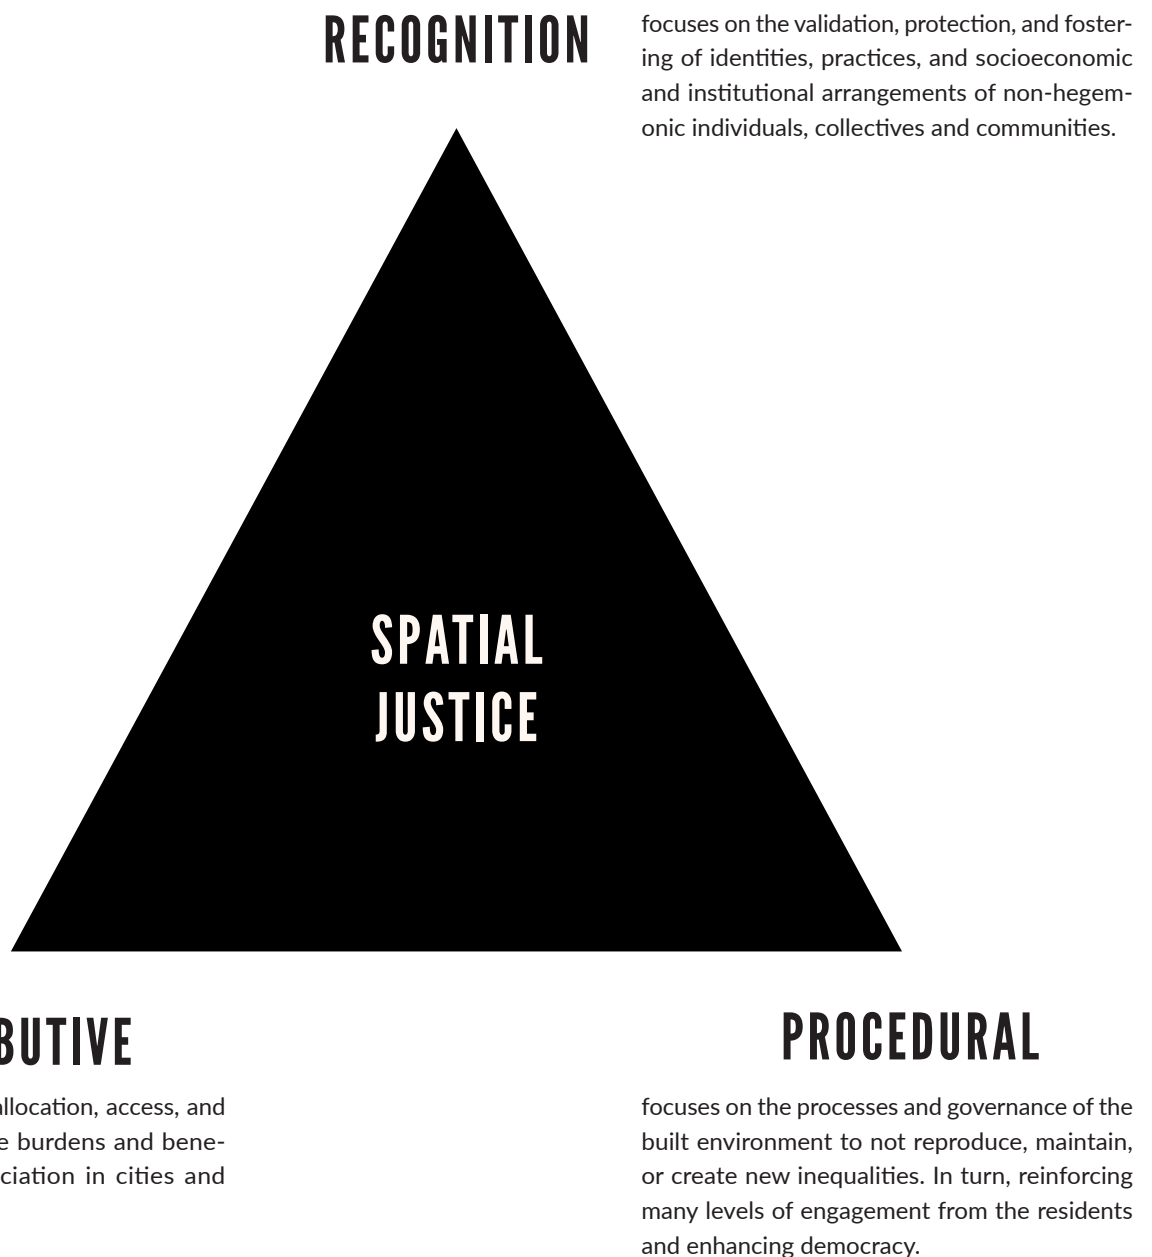 RECOGNITION
focuses on the validation, protection, and foster-
ing of identities, practices, and socioeconomic
and institutional arrangements of non-hegem-
onic individuals, collectives and communities.
SPATIAL
JUSTICE
BUTIVE
allocation, access, and
burdens and bene-
ciation in cities and
PROCEDURAL
focuses on the processes and governance of the
built environment to not reproduce, maintain,
or create new inequalities. In turn, reinforcing
many levels of engagement from the residents
and enhancing democracy.